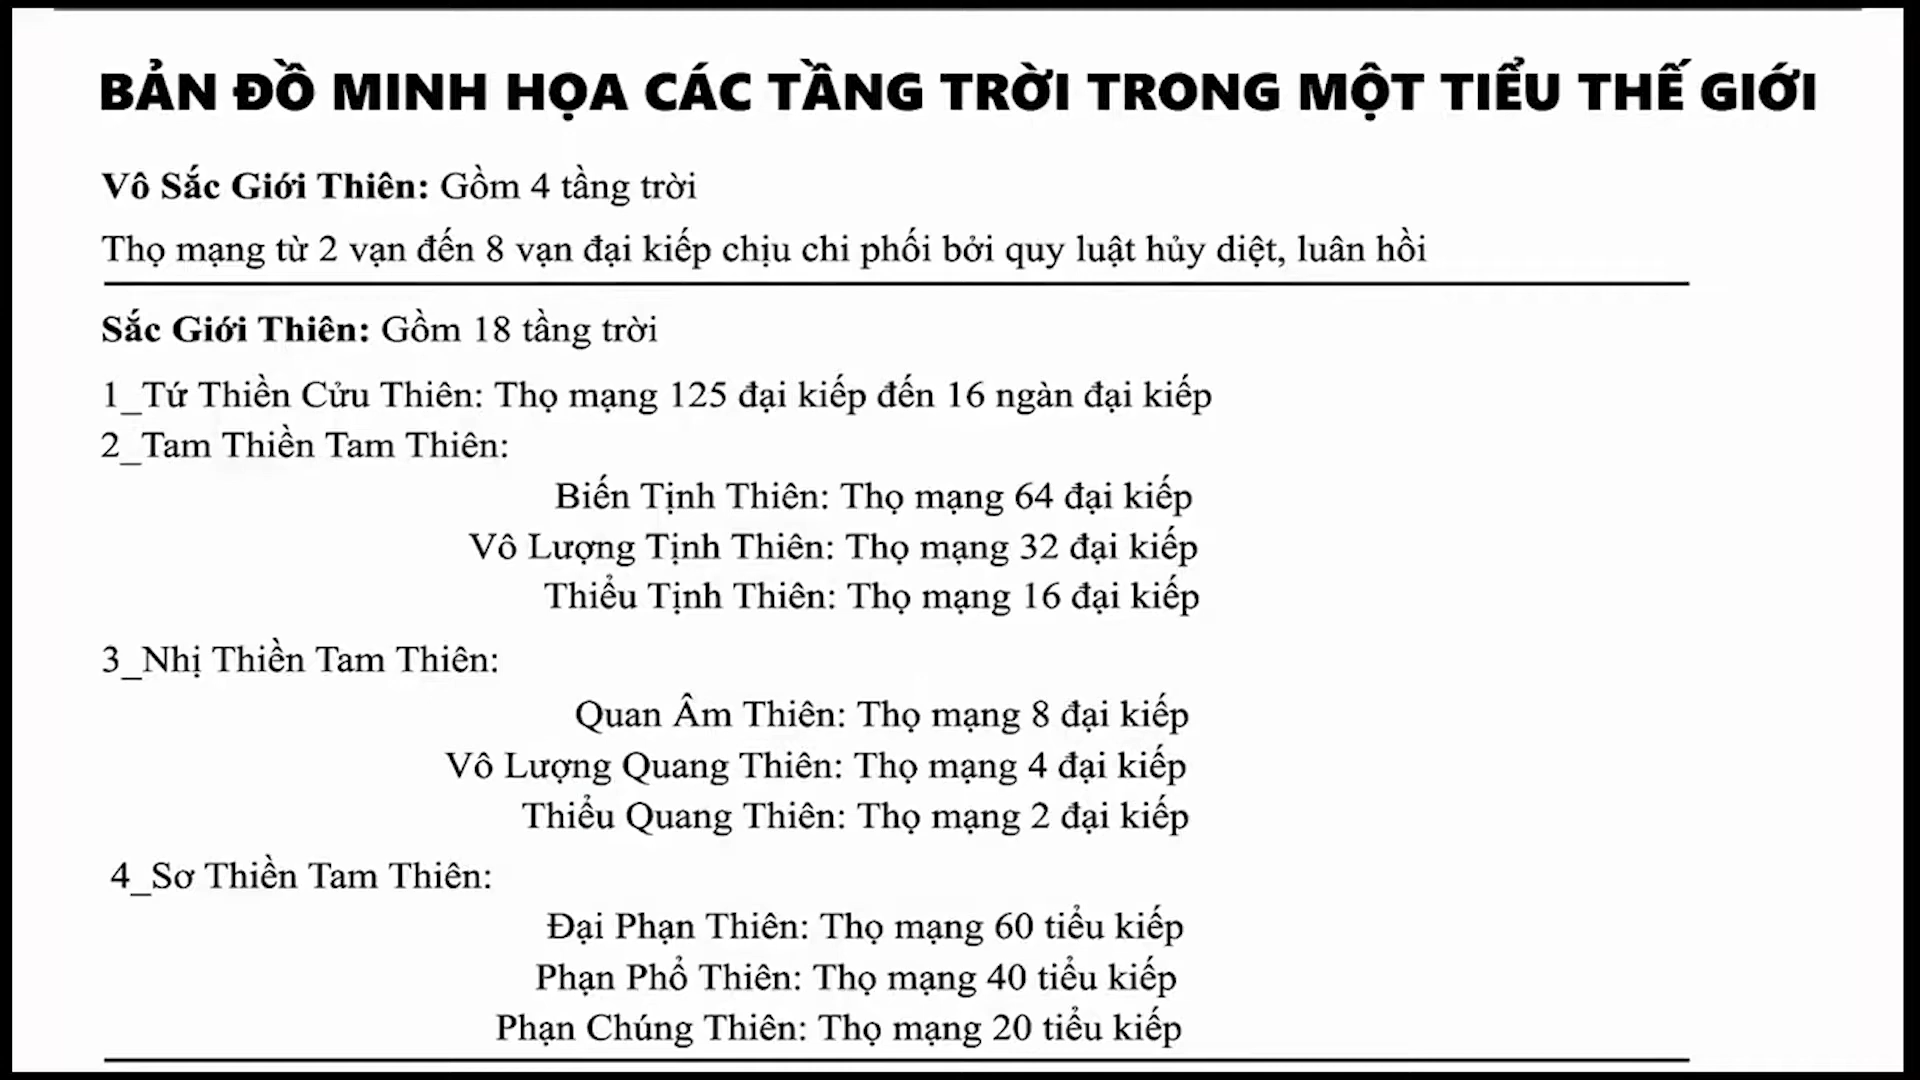 BẢN ĐỒ MINH HỌA CÁC TẦNG TRỜI TRONG MỘT TIỂU THẾ GIỚI
Vô Sắc Giới Thiên: Gồm 4 tầng trời
Thọ mạng từ 2 vạn đến 8 vạn đại kiếp chịu chi phối bởi quy luật hủy diệt, luân hồi
Sắc Giới Thiên: Gồm 18 tầng trời
1_Tứ Thiền Cửu Thiên: Thọ mạng 125 đại kiếp đến 16 ngàn đại kiếp
2_Tam Thiền Tam Thiên:
Biến Tịnh Thiên: Thọ mạng 64 đại kiếp
Vô Lượng Tịnh Thiên: Thọ mạng 32 đại kiếp
Thiểu Tịnh Thiên: Thọ mạng 16 đại kiếp
3_Nhị Thiền Tam Thiên:
Quan Âm Thiên: Thọ mạng 8 đại kiếp
Vô Lượng Quang Thiên: Thọ mạng 4 đại kiếp
Thiểu Quang Thiên: Thọ mạng 2 đại kiếp
4_Sơ Thiền Tam Thiên:
Đại Phạn Thiên: Thọ mạng 60 tiểu kiếp
Phạn Phổ Thiên: Thọ mạng 40 tiểu kiếp
Phạn Chúng Thiên: Thọ mạng 20 tiểu kiếp